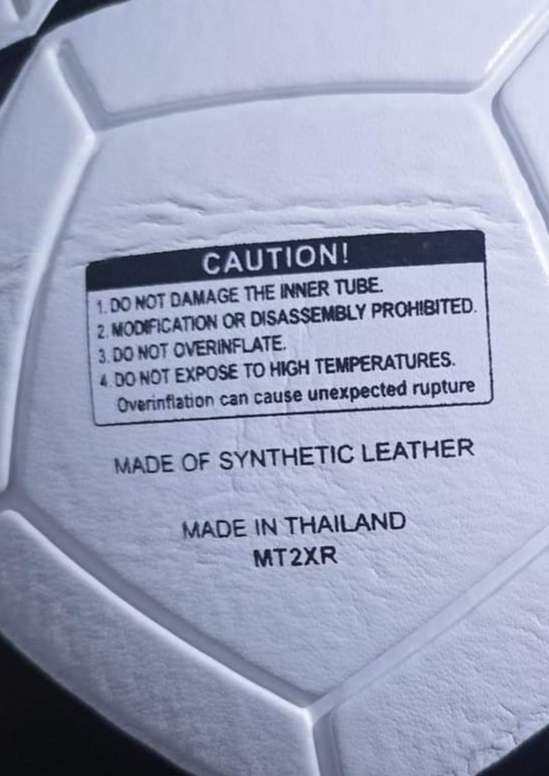 CAUTION!
1. DO NOT DAMAGE THE INNER TUBE.
2. MODIFICATION OR DISASSEMBLY PROHIBITED.
3. DO NOT OVERINFLATE.
4. DO NOT EXPOSE TO HIGH TEMPERATURES.
Overinflation can cause unexpected rupture
MADE OF SYNTHETIC LEATHER
MADE IN THAILAND
MT2XR